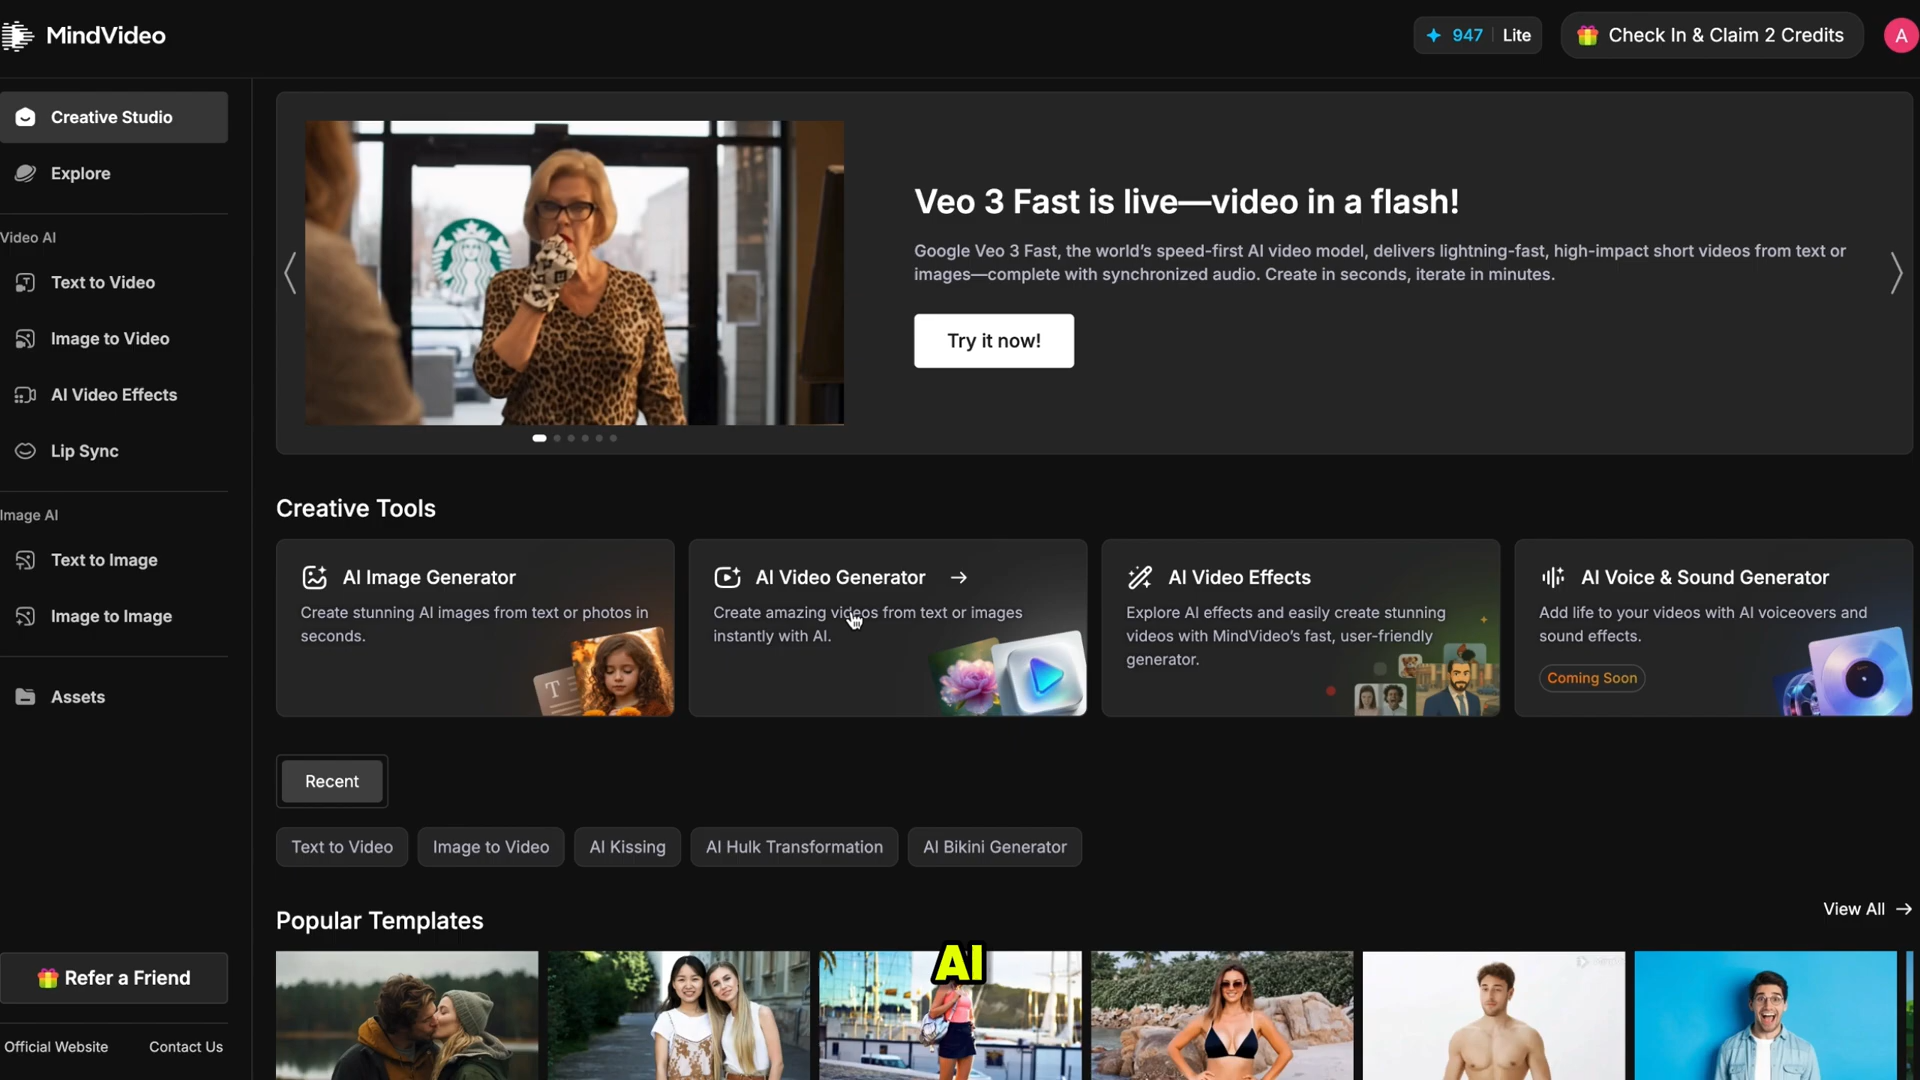 MindVideo
947 Lite
Check In & Claim 2 Credits
A
Creative Studio
Explore
Video AI
Text to Video
Image to Video
AI Video Effects
Lip Sync
Image AI
Text to Image
Image to Image
Assets
Refer a Friend
Official Website
Contact Us
Veo 3 Fast is live—video in a flash!
Google Veo 3 Fast, the world's speed-first AI video model, delivers lightning-fast, high-impact short videos from text or
images—complete with synchronized audio. Create in seconds, iterate in minutes.
Try it now!
Creative Tools
AI Image Generator
Create stunning AI images from text or photos in
seconds.
T
AI Video Generator
Create amazing videos from text or images
instantly with AI.
AI Video Effects
Explore AI effects and easily create stunning
videos with MindVideo's fast, user-friendly
generator.
AI Voice & Sound Generator
Add life to your videos with AI voiceovers and
sound effects.
Coming Soon
Recent
Text to Video
Image to Video
AI Kissing
AI Hulk Transformation
AI Bikini Generator
Popular Templates
View All
AI